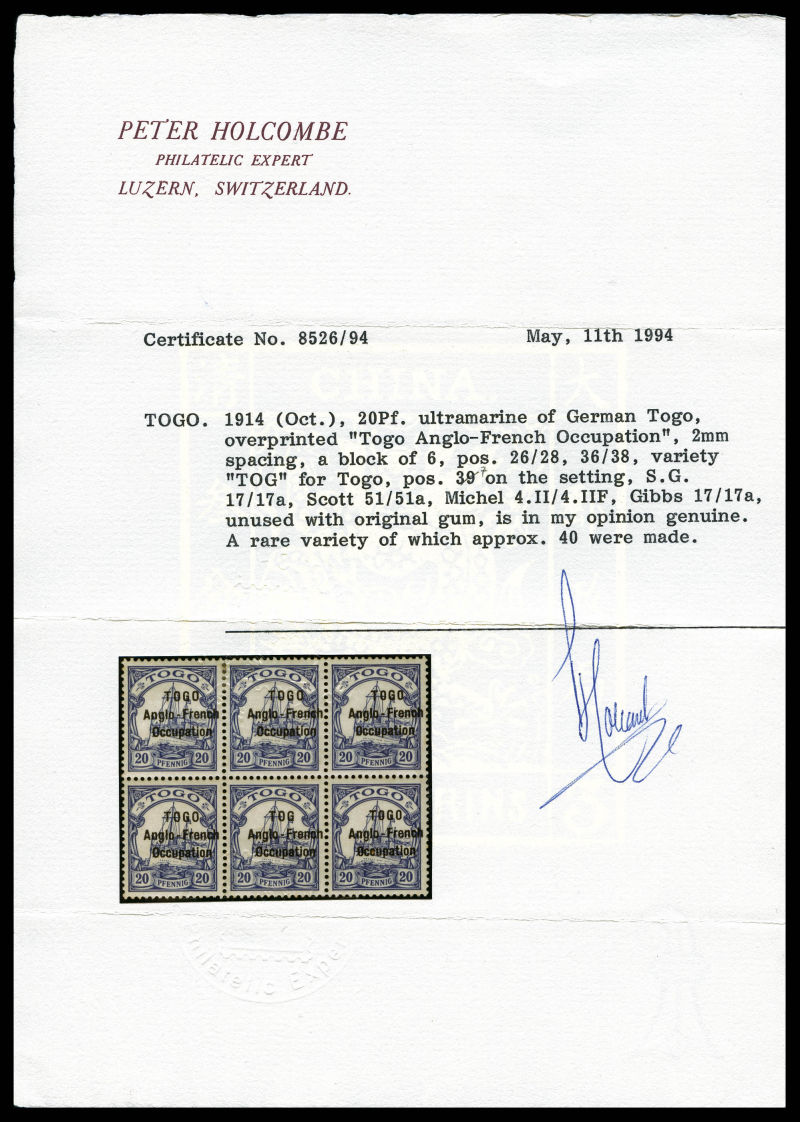 PETER HOLCOMBE
PHILATELIC EXPERT
LUZERN, SWITZERLAND.
Certificate No. 8526/94
May, 11th 1994
CHINA
TOGO. 1914 (Oct.), 20Pf. ultramarine of German Togo,
overprinted "Togo Anglo-French Occupation", 2mm
spacing, a block of 6, pos. 26/28, 36/38, variety
"TOG" for Togo, pos. 39 7 on the setting, S.G.
17/17a, Scott 51/51a, Michel 4.II/4.IIF, Gibbs 17/17a,
unused with original gum, is in my opinion genuine.
A rare variety of which approx. 40 were made.
TOGO TOGO TOGO
TOGO TOGO TOGO
Anglo-French Anglo-French Anglo-French
Occupation Occupation Occupation
20 PFENNIG 20 20 PFENNIG 20 20 PFENNIG 20
TOGO TOGO TOGO
TOGO TOG TOGO
Anglo-French Anglo-French Anglo-French
Occupation Occupation Occupation
20 PFENNIG 20 20 PFENNIG 20 20 PFENNIG 20
Philatelic Expert